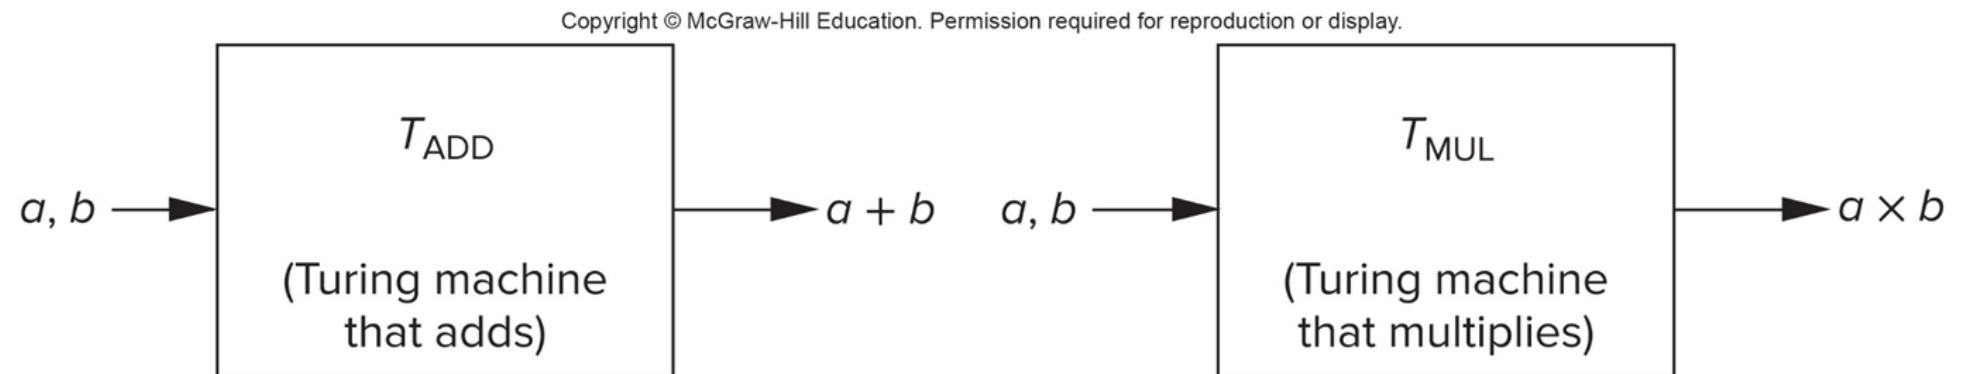 Copyright © McGraw-Hill Education. Permission required for reproduction or display.
T_ADD
a, b
a + b
(Turing machine
that adds)
T_MUL
a, b
a × b
(Turing machine
that multiplies)